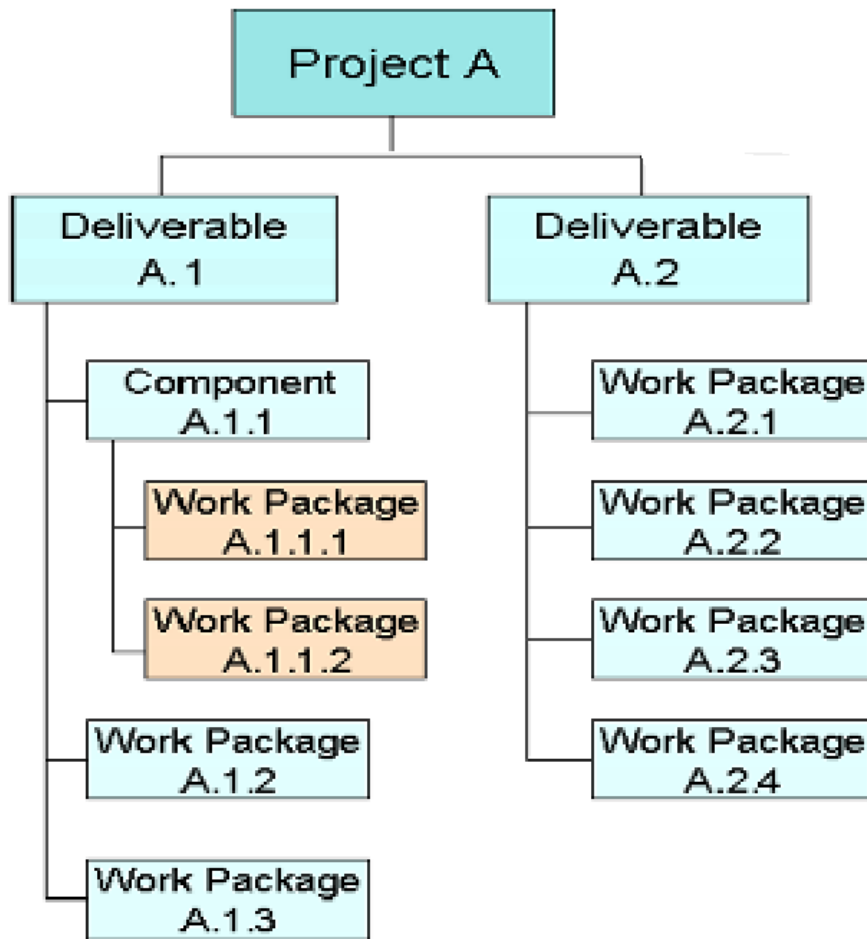 Project A
Deliverable
A.1
Component
A.1.1
Work Package
A.1.1.1
Work Package
A.1.1.2
Work Package
A.1.2
Work Package
A.1.3
Deliverable
A.2
Work Package
A.2.1
Work Package
A.2.2
Work Package
A.2.3
Work Package
A.2.4